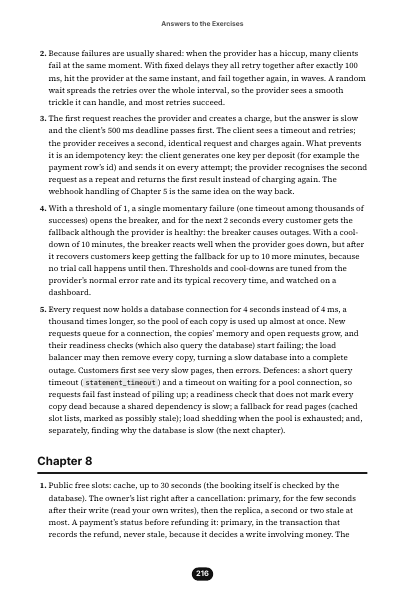 Answers to the Exercises
2. Because failures are usually shared: when the provider has a hiccup, many clients
fail at the same moment. With fixed delays they all retry together after exactly 100
ms, hit the provider at the same instant, and fail together again, in waves. A random
wait spreads the retries over the whole interval, so the provider sees a smooth
trickle it can handle, and most retries succeed.
3. The first request reaches the provider and creates a charge, but the answer is slow
and the client's 500 ms deadline passes first. The client sees a timeout and retries;
the provider receives a second, identical request and charges again. What prevents
it is an idempotency key: the client generates one key per deposit (for example the
payment row's id) and sends it on every attempt; the provider recognises the second
request as a repeat and returns the first result instead of charging again. The
webhook handling of Chapter 5 is the same idea on the way back.
4. With a threshold of 1, a single momentary failure (one timeout among thousands of
successes) opens the breaker, and for the next 2 seconds every customer gets the
fallback although the provider is healthy: the breaker causes outages. With a cool-
down of 10 minutes, the breaker reacts well when the provider goes down, but after
it recovers customers keep getting the fallback for up to 10 more minutes, because
no trial call happens until then. Thresholds and cool-downs are tuned from the
provider's normal error rate and its typical recovery time, and watched on a
dashboard.
5. Every request now holds a database connection for 4 seconds instead of 4 ms, a
thousand times longer, so the pool of each copy is used up almost at once. New
requests queue for a connection, the copies' memory and open requests grow, and
their readiness checks (which also query the database) start failing; the load
balancer may then remove every copy, turning a slow database into a complete
outage. Customers first see very slow pages, then errors. Defences: a short query
timeout ( statement_timeout ) and a timeout on waiting for a pool connection, so
requests fail fast instead of piling up; a readiness check that does not mark every
copy dead because a shared dependency is slow; a fallback for read pages (cached
slot lists, marked as possibly stale); load shedding when the pool is exhausted; and,
separately, finding why the database is slow (the next chapter).
Chapter 8
1. Public free slots: cache, up to 30 seconds (the booking itself is checked by the
database). The owner's list right after a cancellation: primary, for the few seconds
after their write (read your own writes), then the replica, a second or two stale at
most. A payment's status before refunding it: primary, in the transaction that
records the refund, never stale, because it decides a write involving money. The
216